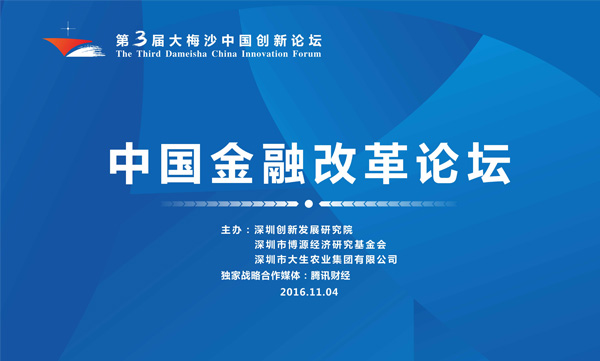 第3届大梅沙中国创新论坛
The Third Dameisha China Innovation Forum
中国金融改革论坛
主办：深圳创新发展研究院
深圳市博源经济研究基金会
深圳市大生农业集团有限公司
独家战略合作媒体：腾讯财经
2016.11.04